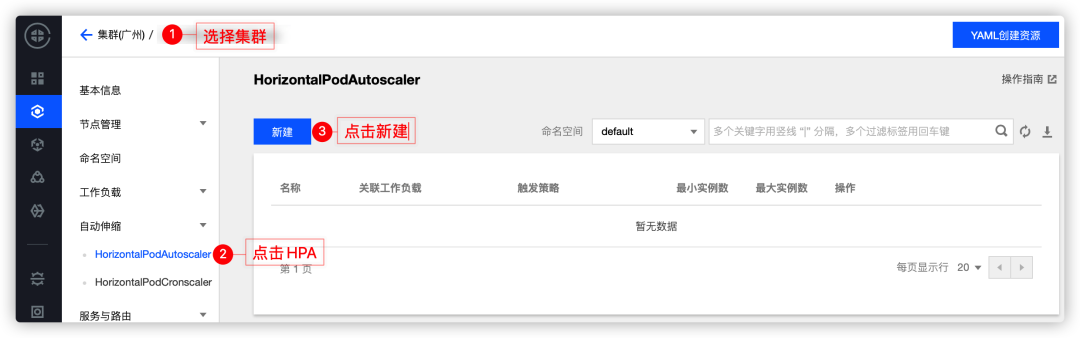 集群(广州) / 1 选择集群
YAML创建资源
基本信息
节点管理
命名空间
工作负载
自动伸缩
HorizontalPodAutoscaler 2 点击HPA
HorizontalPodCronscaler
服务与路由
HorizontalPodAutoscaler
操作指南
新建 3 点击新建
命名空间 default 多个关键字用竖线 "|" 分隔，多个过滤标签用回车键
名称 关联工作负载 触发策略 最小实例数 最大实例数 操作
暂无数据
第 1 页
每页显示行 20